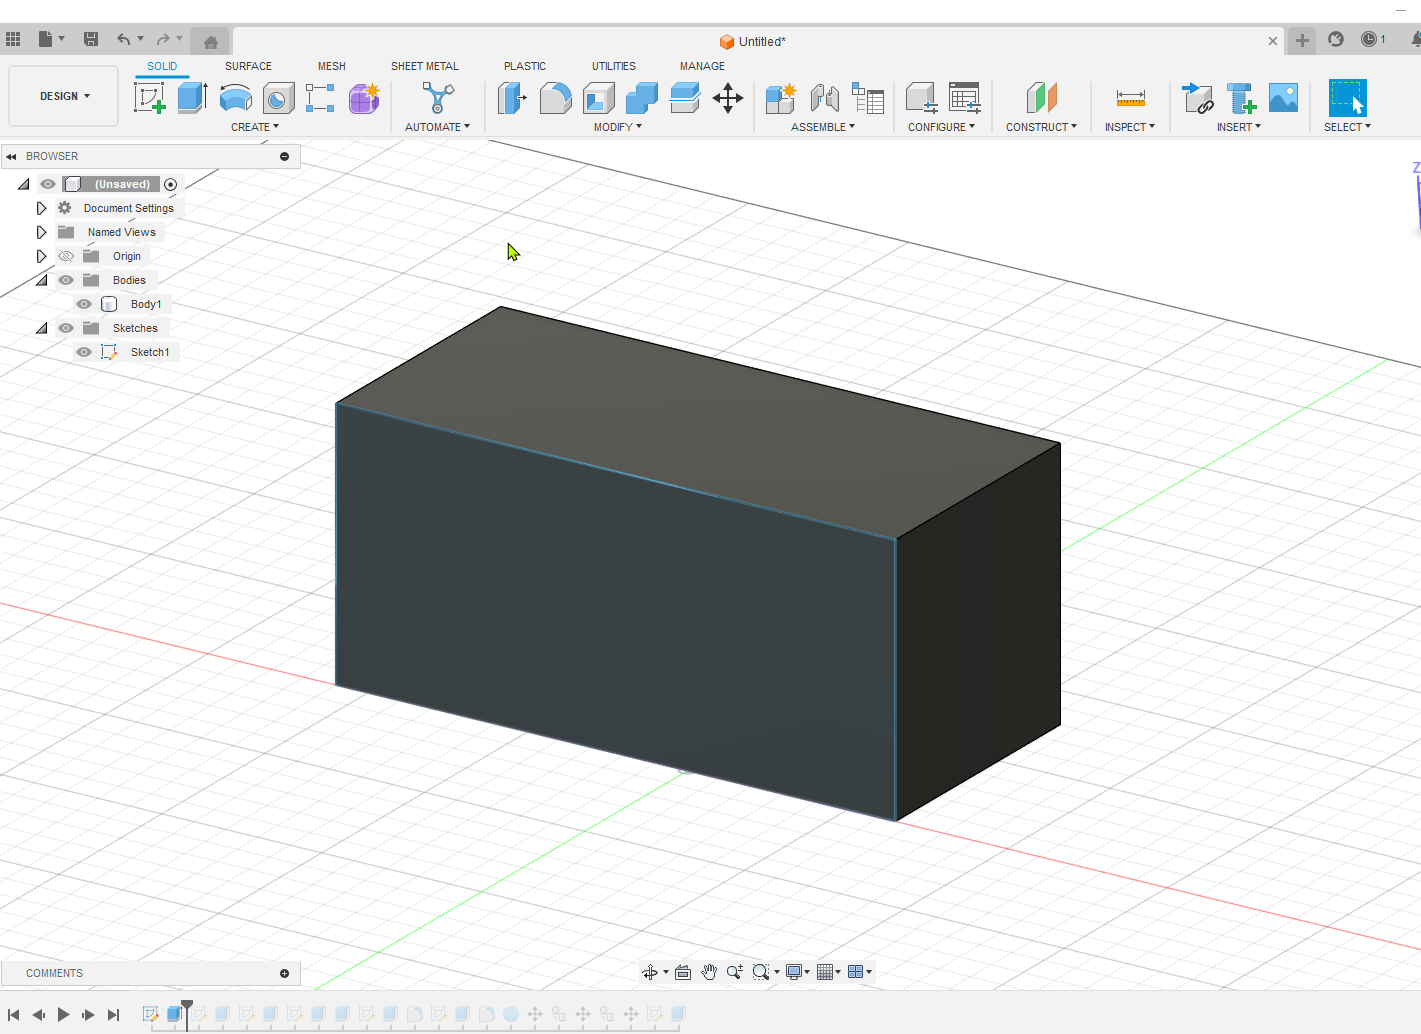 Untitled*
1
DESIGN
SOLID SURFACE MESH SHEET METAL PLASTIC UTILITIES MANAGE
CREATE AUTOMATE MODIFY ASSEMBLE CONFIGURE CONSTRUCT INSPECT INSERT SELECT
BROWSER
(Unsaved)
Document Settings
Named Views
Origin
Bodies
Body1
Sketches
Sketch1
Z
COMMENTS